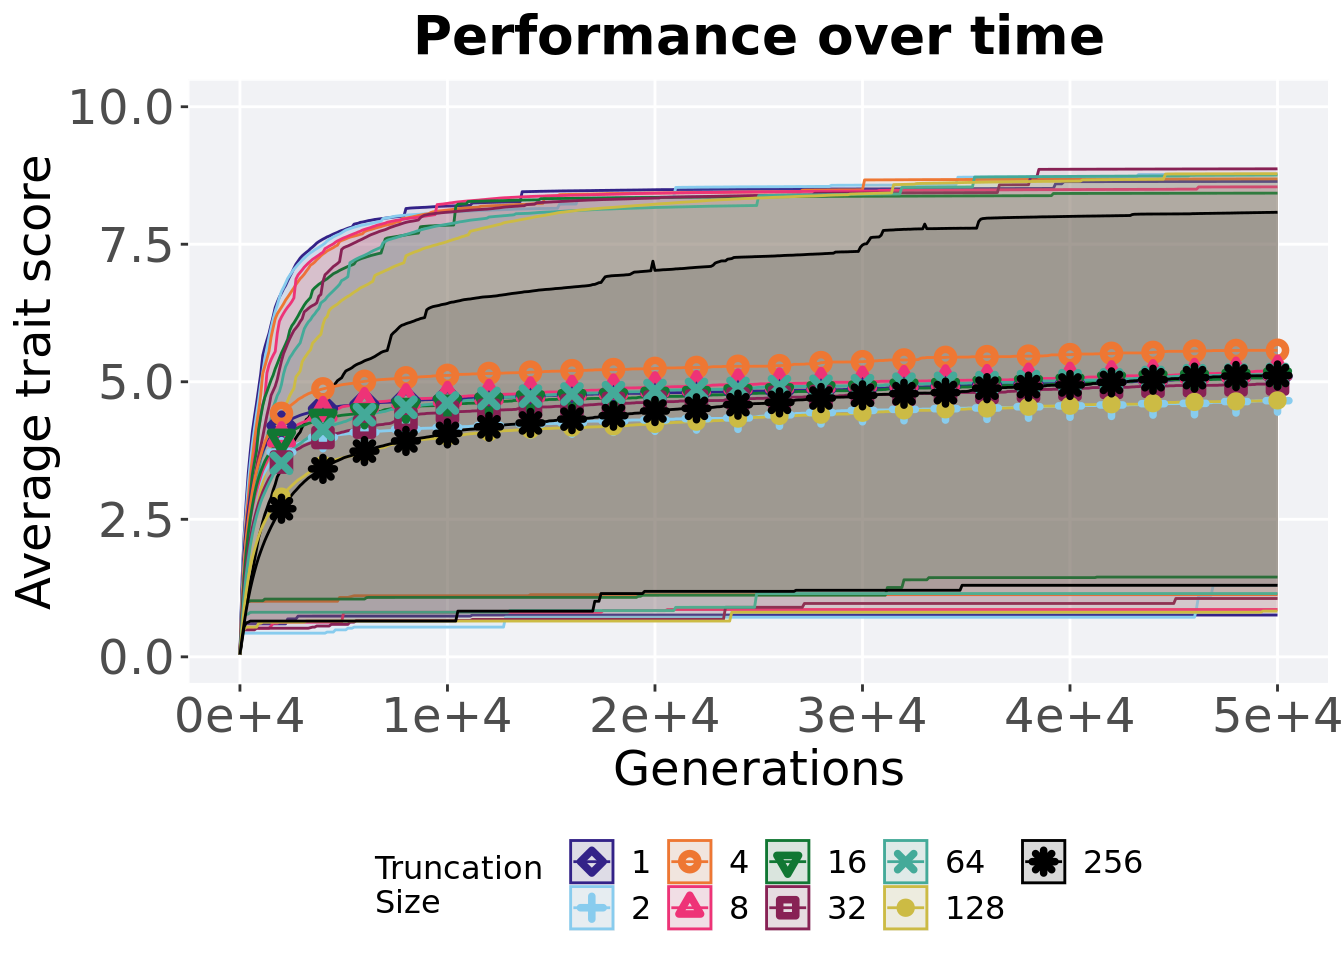 Performance over time
Average trait score
10.0
7.5
5.0
2.5
0.0
0e+4 1e+4 2e+4 3e+4 4e+4 5e+4
Generations
Truncation
Size
1 4 16 64 256
2 8 32 128